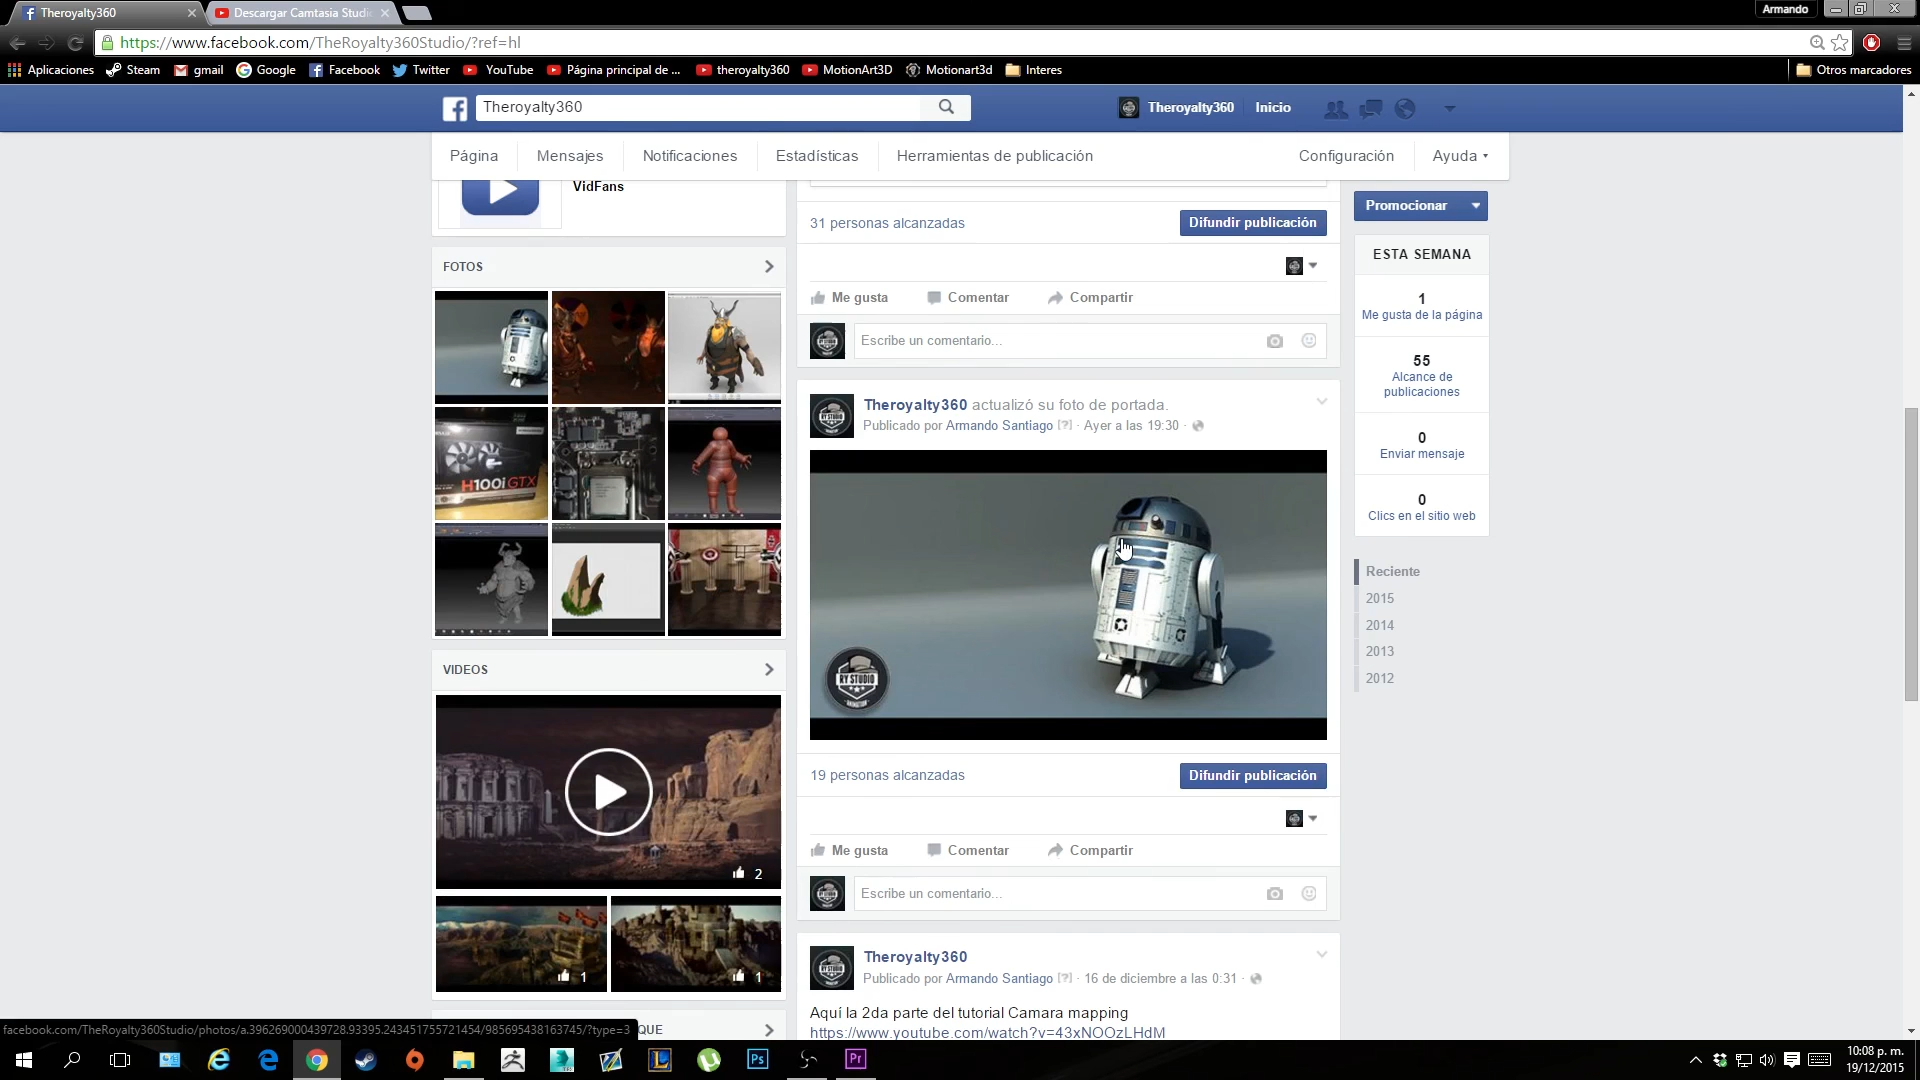 Theroyalty360
Descargar Camtasia Studi
Armando
https://www.facebook.com/TheRoyalty360Studio/?ref=hl
Aplicaciones
Steam
gmail
Google
Facebook
Twitter
YouTube
Página principal de ...
theroyalty360
MotionArt3D
Motionart3d
Interes
Otros marcadores
Theroyalty360
Theroyalty360
Inicio
Página
Mensajes
Notificaciones
Estadísticas
Herramientas de publicación
Configuración
Ayuda
VidFans
FOTOS
H100i GTX
VIDEOS
2
1
1
QUE
31 personas alcanzadas
Difundir publicación
Me gusta
Comentar
Compartir
Escribe un comentario...
Theroyalty360 actualizó su foto de portada.
Publicado por Armando Santiago [?] · Ayer a las 19:30 ·
RY STUDIO
ANIMATION
19 personas alcanzadas
Difundir publicación
Me gusta
Comentar
Compartir
Escribe un comentario...
Theroyalty360
Publicado por Armando Santiago [?] · 16 de diciembre a las 0:31 ·
Aquí la 2da parte del tutorial Camara mapping
https://www.youtube.com/watch?v=43xNOOzLHdM
Promocionar
ESTA SEMANA
1
Me gusta de la página
55
Alcance de
publicaciones
0
Enviar mensaje
0
Clics en el sitio web
Reciente
2015
2014
2013
2012
facebook.com/TheRoyalty360Studio/photos/a.396269000439728.93395.243451755721454/985695438163745/?type=3
Ps
Pr
10:08 p. m.
19/12/2015